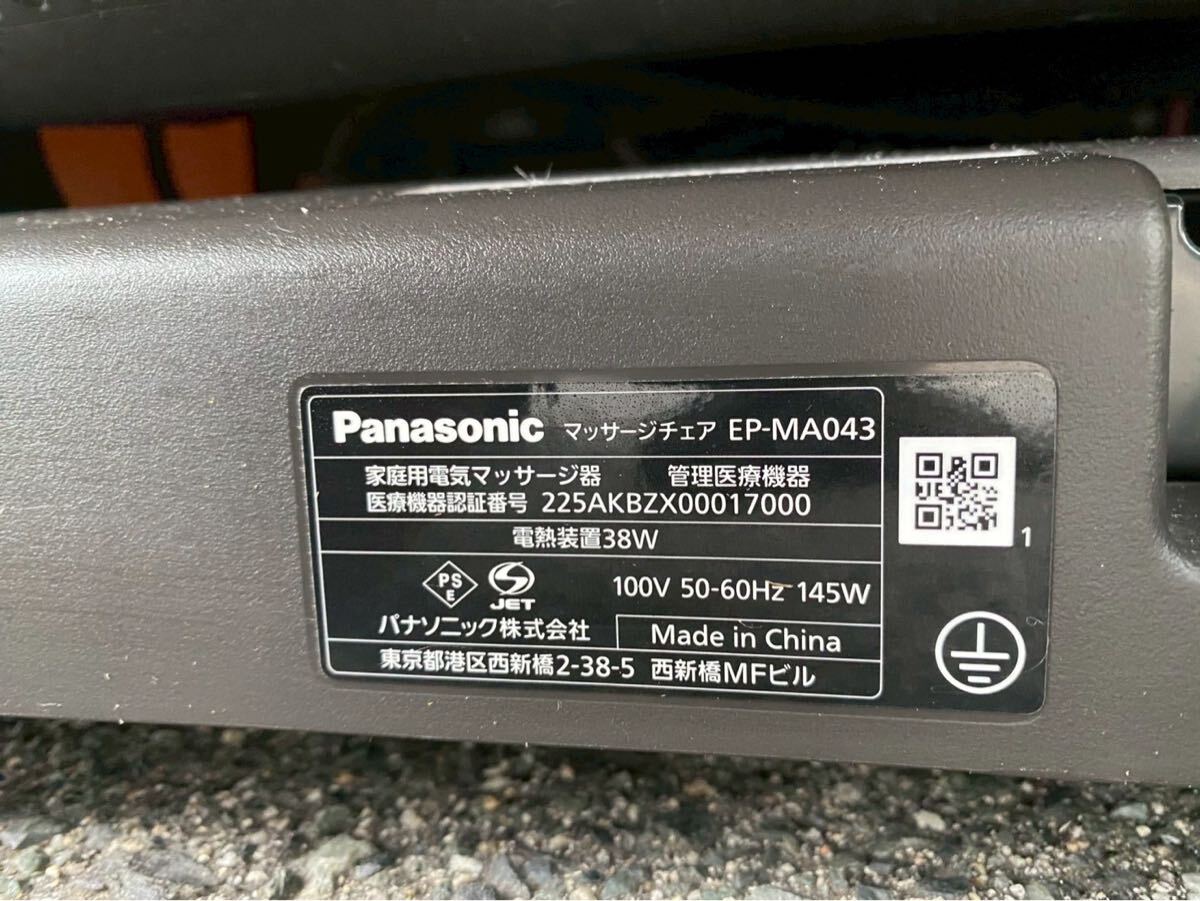 Panasonic マッサージチェア EP-MA043
家庭用電気マッサージ器 管理医療機器
医療機器認証番号 225AKBZX00017000
電熱装置38W
PS E JET 100V 50-60Hz 145W
パナソニック株式会社 Made in China
東京都港区西新橋2-38-5 西新橋MFビル
1